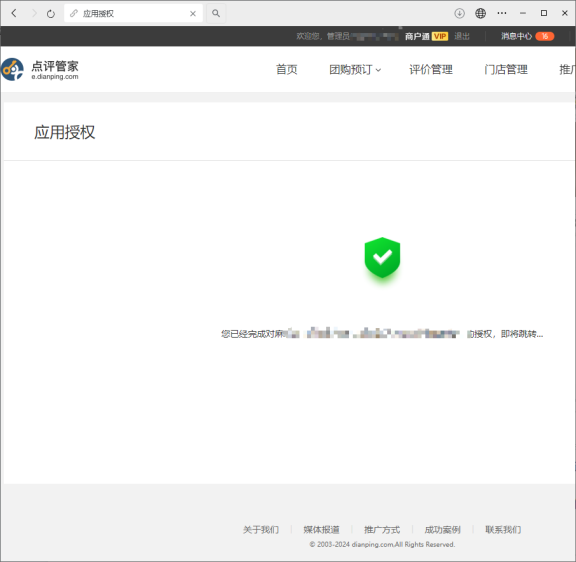 应用授权
欢迎您，管理员 商户通 VIP 退出 消息中心 16
点评管家
e.dianping.com
首页 团购预订 评价管理 门店管理 推广
应用授权
您已经完成对麻 的授权，即将跳转...
关于我们 媒体报道 推广方式 成功案例 联系我们
© 2003-2024 dianping.com,All Rights Reserved.